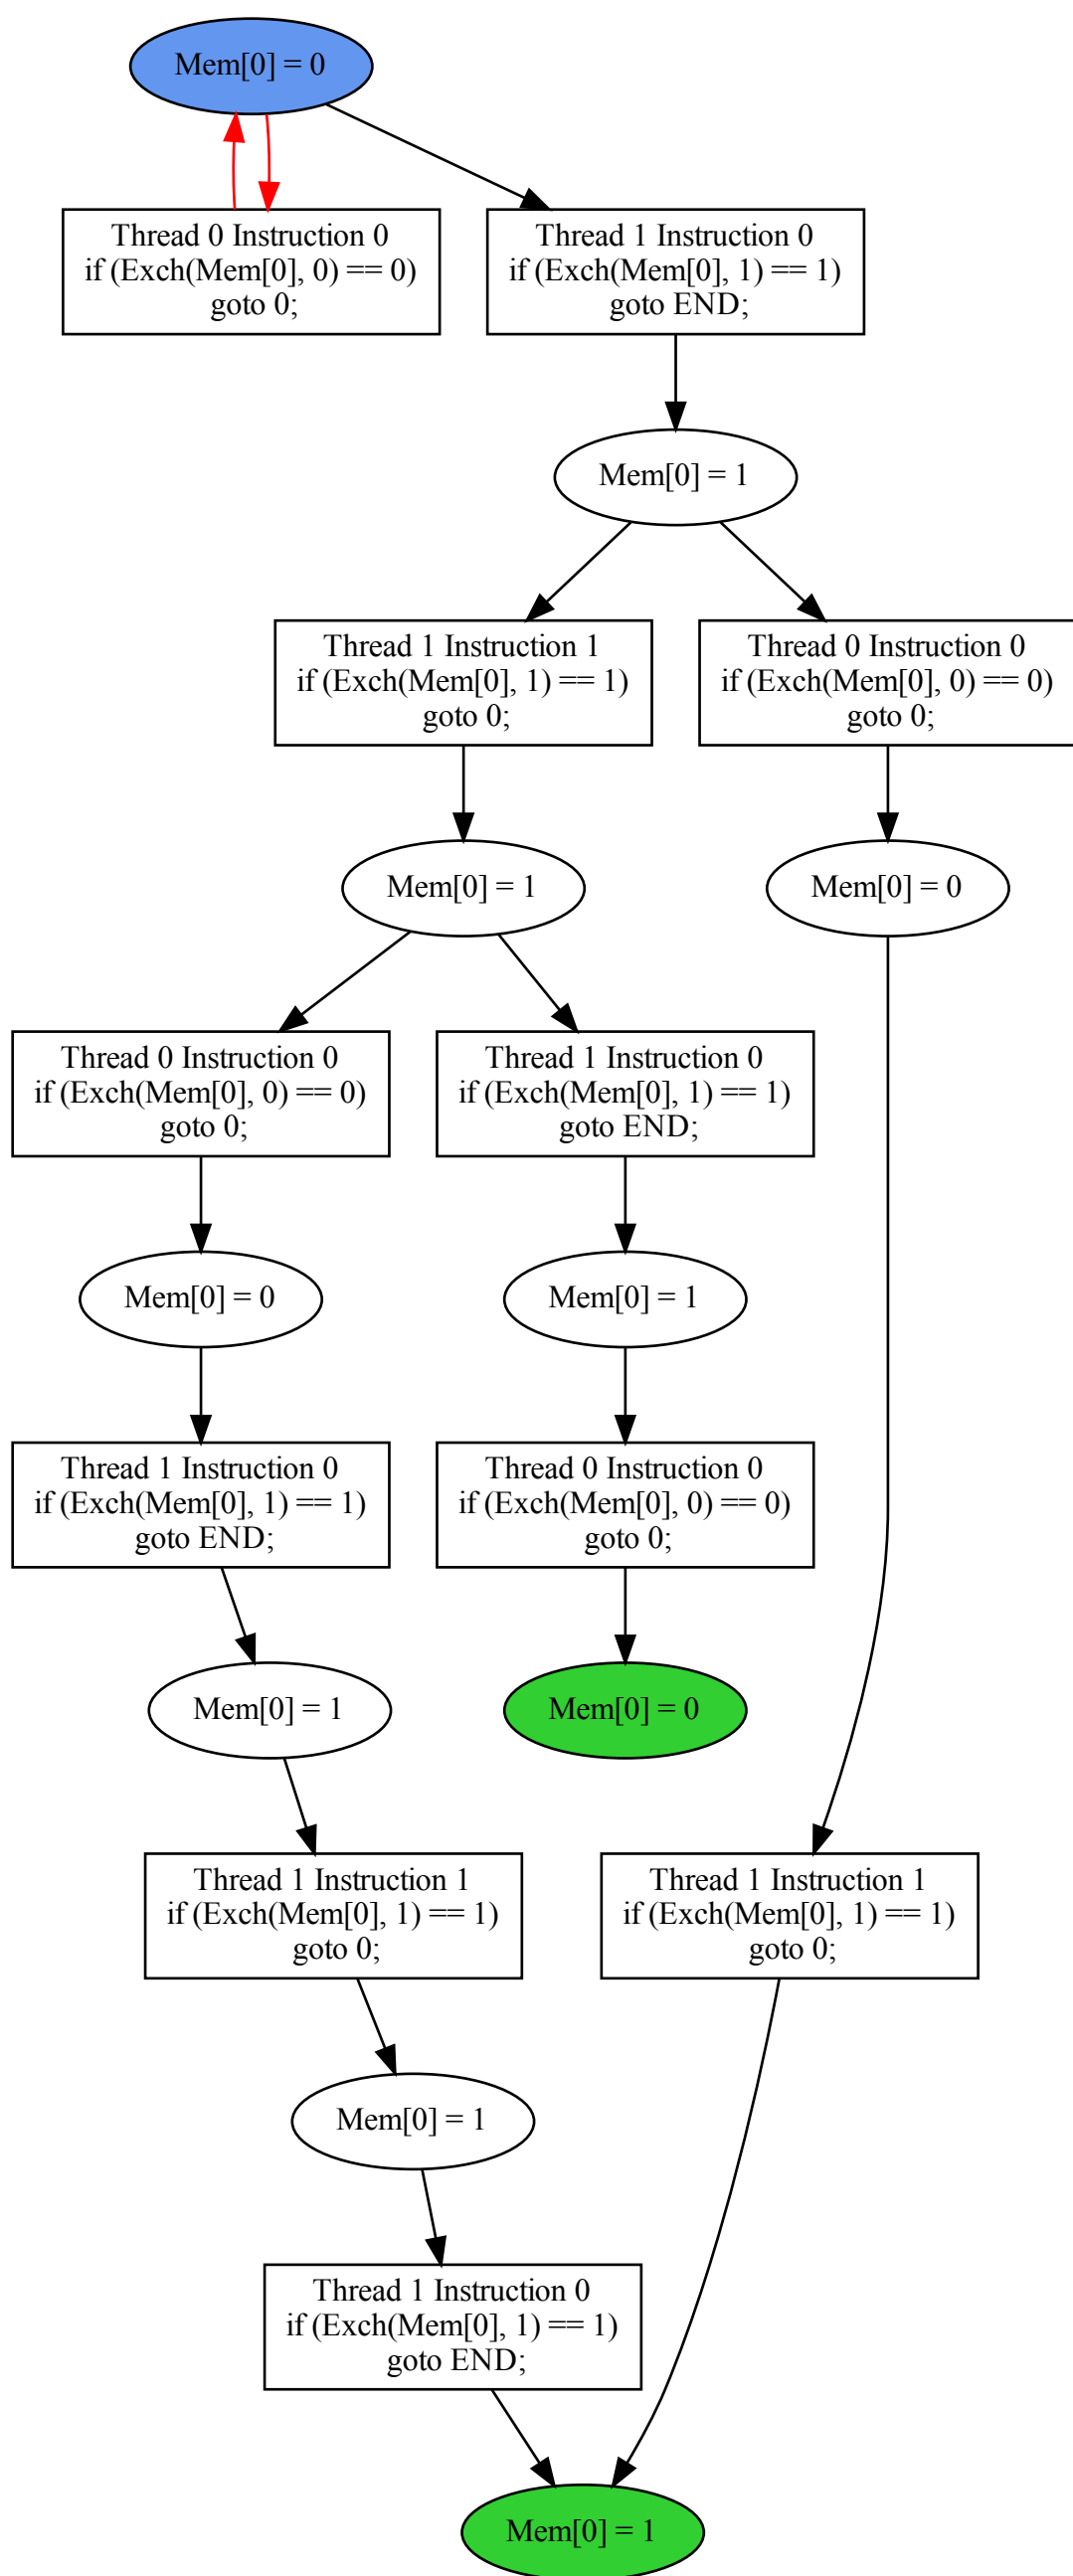 Mem[0] = 0
Thread 0 Instruction 0
if (Exch(Mem[0], 0) == 0)
goto 0;
Thread 1 Instruction 0
if (Exch(Mem[0], 1) == 1)
goto END;
Mem[0] = 1
Thread 1 Instruction 1
if (Exch(Mem[0], 1) == 1)
goto 0;
Thread 0 Instruction 0
if (Exch(Mem[0], 0) == 0)
goto 0;
Mem[0] = 1
Mem[0] = 0
Thread 0 Instruction 0
if (Exch(Mem[0], 0) == 0)
goto 0;
Thread 1 Instruction 0
if (Exch(Mem[0], 1) == 1)
goto END;
Mem[0] = 0
Mem[0] = 1
Thread 1 Instruction 0
if (Exch(Mem[0], 1) == 1)
goto END;
Thread 0 Instruction 0
if (Exch(Mem[0], 0) == 0)
goto 0;
Mem[0] = 1
Mem[0] = 0
Thread 1 Instruction 1
if (Exch(Mem[0], 1) == 1)
goto 0;
Thread 1 Instruction 1
if (Exch(Mem[0], 1) == 1)
goto 0;
Mem[0] = 1
Thread 1 Instruction 0
if (Exch(Mem[0], 1) == 1)
goto END;
Mem[0] = 1